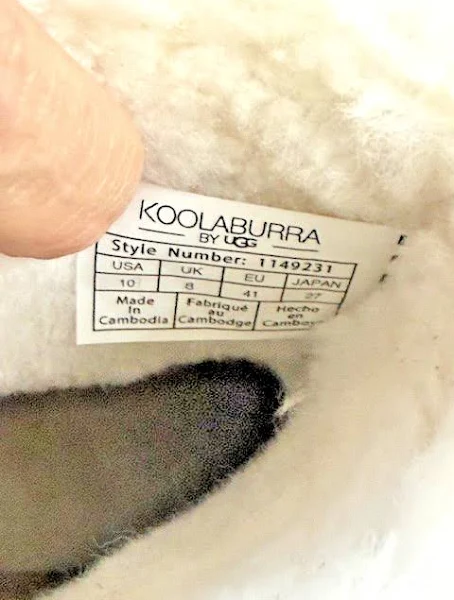 KOOLABURRA
BY UGG
Style Number: 1149231
USA UK EU JAPAN
10 8 41 27
Made Fabriqué Hecho
In au en
Cambodia Cambodge